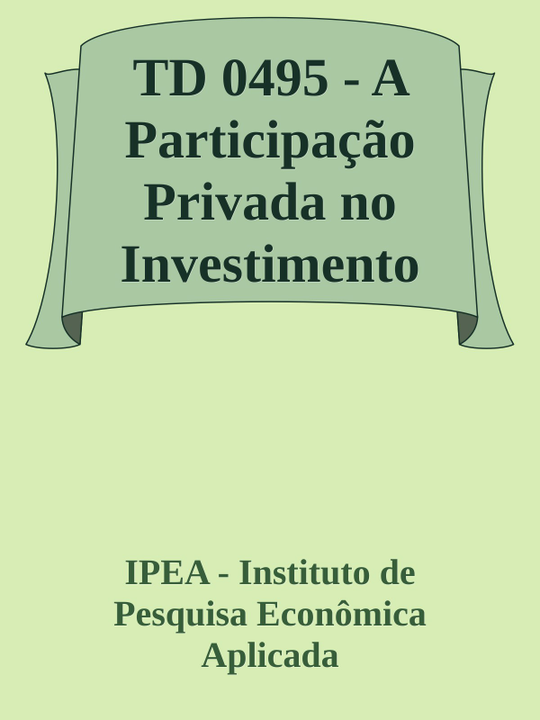 TD 0495 - A
Participação
Privada no
Investimento
IPEA - Instituto de
Pesquisa Econômica
Aplicada